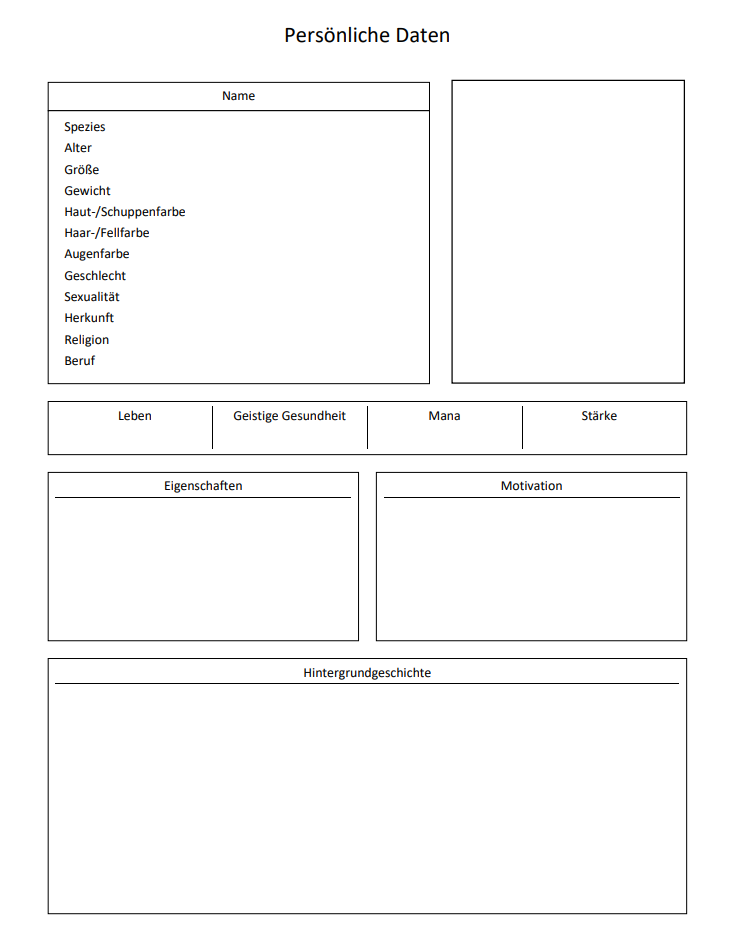 Persönliche Daten
Name
Spezies
Alter
Größe
Gewicht
Haut-/Schuppenfarbe
Haar-/Fellfarbe
Augenfarbe
Geschlecht
Sexualität
Herkunft
Religion
Beruf
Leben Geistige Gesundheit Mana Stärke
Eigenschaften Motivation
Hintergrundgeschichte